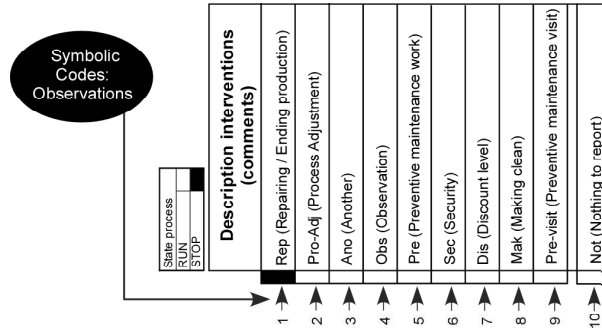 Symbolic
Codes:
Observations
State process
RUN
STOP
Description interventions
(comments)
1 Rep (Repairing / Ending production)
2 Pro-Adj (Process Adjustment)
3 Ano (Another)
4 Obs (Observation)
5 Pre (Preventive maintenance work)
6 Sec (Security)
7 Dis (Discount level)
8 Mak (Making clean)
9 Pre-visit (Preventive maintenance visit)
10 Not (Nothing to report)